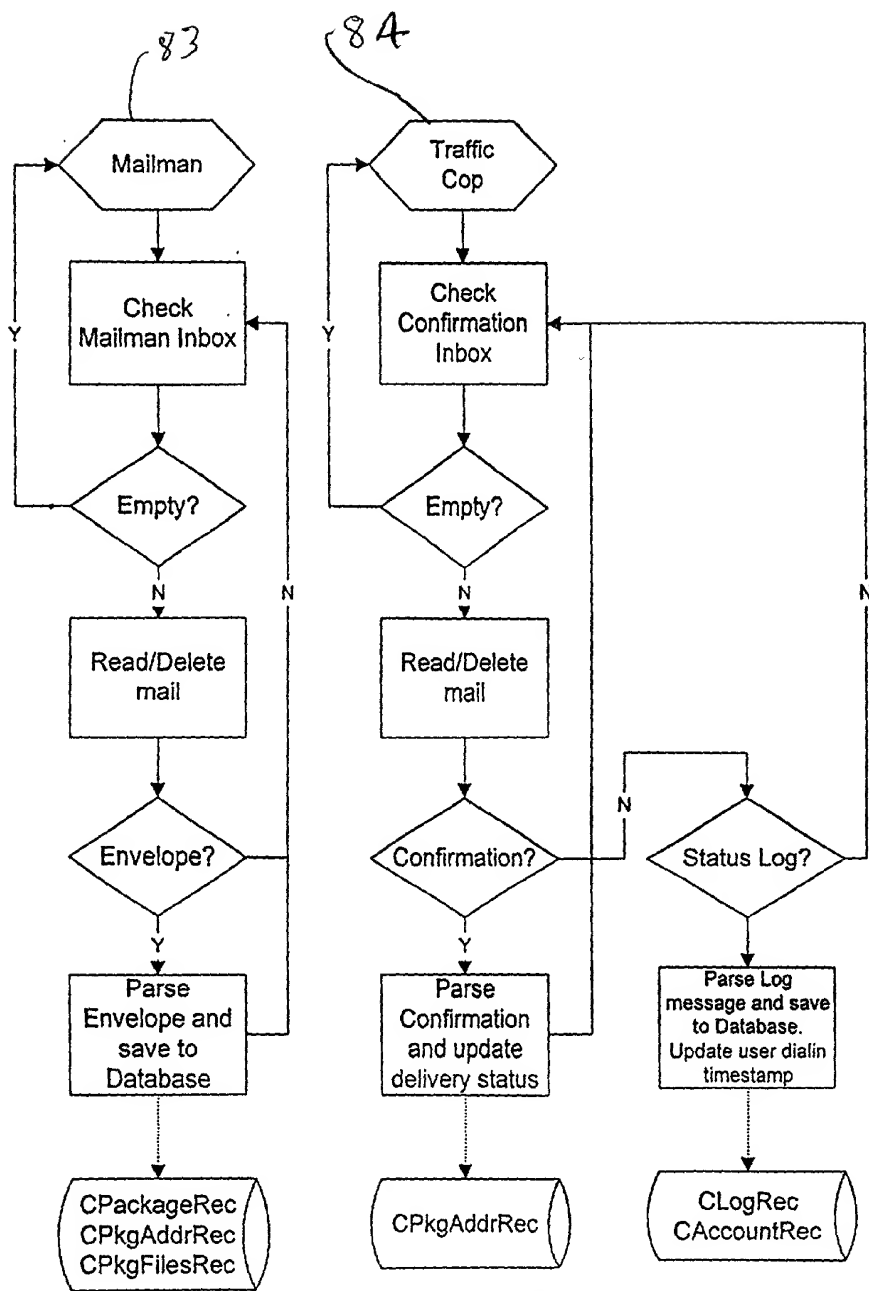 83
84
Mailman
Check
Mailman Inbox
Y
Empty?
N
N
Read/Delete
mail
Envelope?
Y
Parse
Envelope and
save to
Database
CPackageRec
CPkgAddrRec
CPkgFilesRec
Traffic
Cop
Check
Confirmation
Inbox
Y
Empty?
N
Read/Delete
mail
Confirmation?
N
Y
Parse
Confirmation
and update
delivery status
CPkgAddrRec
N
Status Log?
Parse Log
message and save
to Database.
Update user dialin
timestamp
CLogRec
CAccountRec